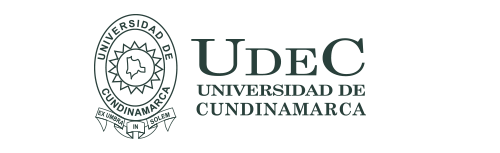 UNIVERSIDAD DE
CUNDINAMARCA
EX UMBRA
IN
SOLEM
UDEC
UNIVERSIDAD DE
CUNDINAMARCA